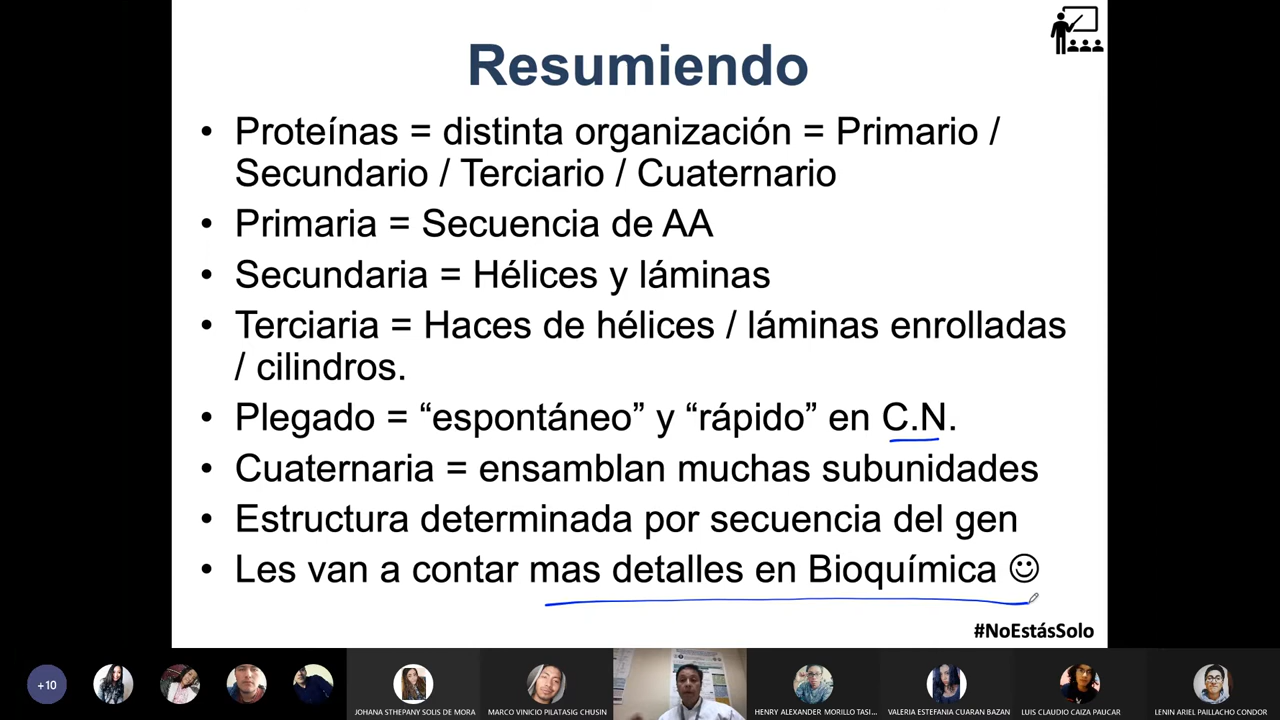 Resumiendo
• Proteínas = distinta organización = Primario /
Secundario / Terciario / Cuaternario
• Primaria = Secuencia de AA
• Secundaria = Hélices y láminas
• Terciaria = Haces de hélices / láminas enrolladas
/ cilindros.
• Plegado = “espontáneo” y “rápido” en C.N.
• Cuaternaria = ensamblan muchas subunidades
• Estructura determinada por secuencia del gen
• Les van a contar mas detalles en Bioquímica ☺
#NoEstásSolo
+10
JOHANA STHEPANY SOLIS DE MORA
MARCO VINICIO PILATASIG CHUSIN
HENRY ALEXANDER MORILLO TASI...
VALERIA ESTEFANIA CUARAN BAZAN
LUIS CLAUDIO CAIZA PAUCAR
LENIN ARIEL PAILLACHO CONDOR